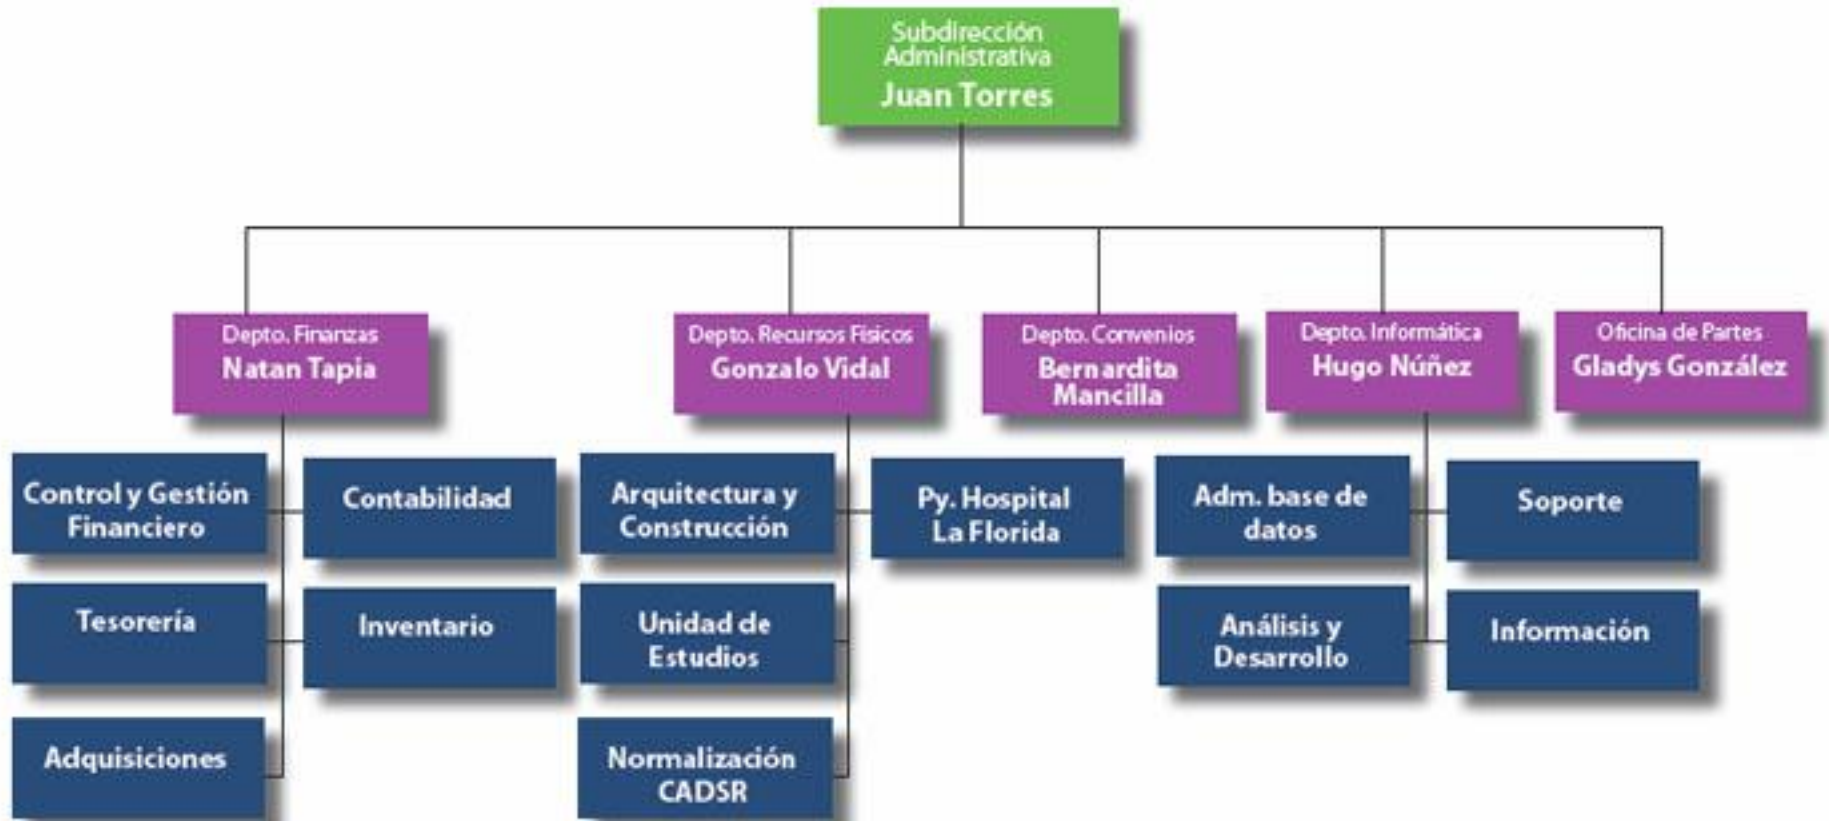 Subdirección
Administrativa
Juan Torres
Depto. Finanzas
Natan Tapia
Depto. Recursos Físicos
Gonzalo Vidal
Depto. Convenios
Bernardita
Mancilla
Depto. Informática
Hugo Núñez
Oficina de Partes
Gladys González
Control y Gestión
Financiero
Contabilidad
Tesorería
Inventario
Adquisiciones
Arquitectura y
Construcción
Py. Hospital
La Florida
Unidad de
Estudios
Normalización
CADSR
Adm. base de
datos
Soporte
Análisis y
Desarrollo
Información